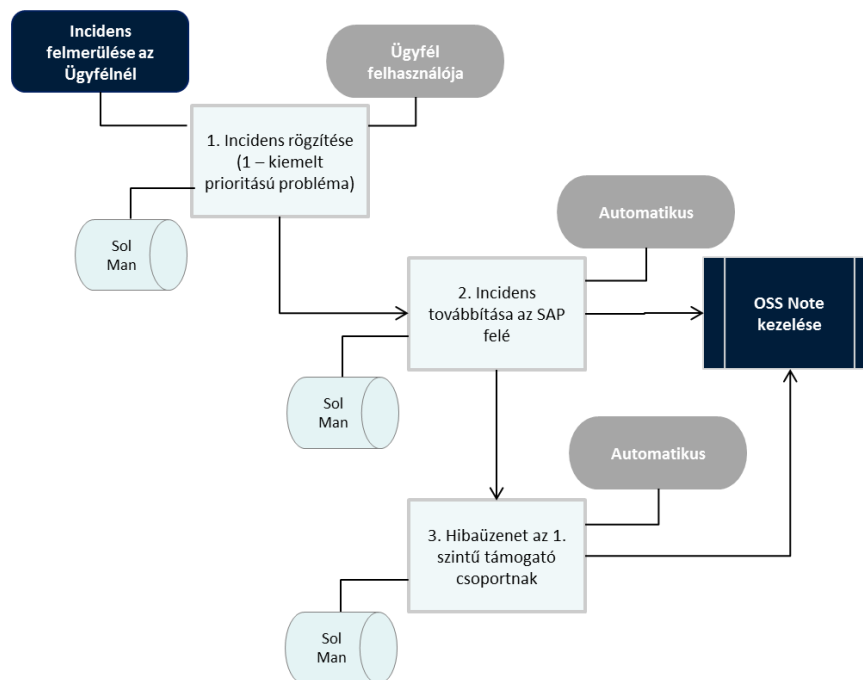 Incidens
felmerülése az
Ügyfélnél
Ügyfél
felhasználója
1. Incidens rögzítése
(1 – kiemelt
prioritású probléma)
Sol
Man
Automatikus
2. Incidens
továbbítása az SAP
felé
OSS Note
kezelése
Sol
Man
Automatikus
3. Hibaüzenet az 1.
szintű támogató
csoportnak
Sol
Man